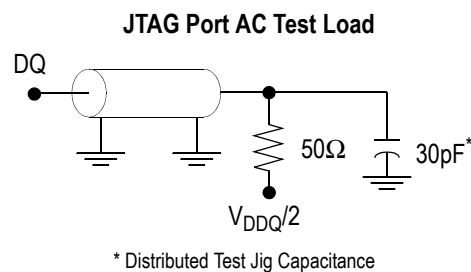 JTAG Port AC Test Load
DQ
50Ω
30pF*
VDDQ/2
* Distributed Test Jig Capacitance